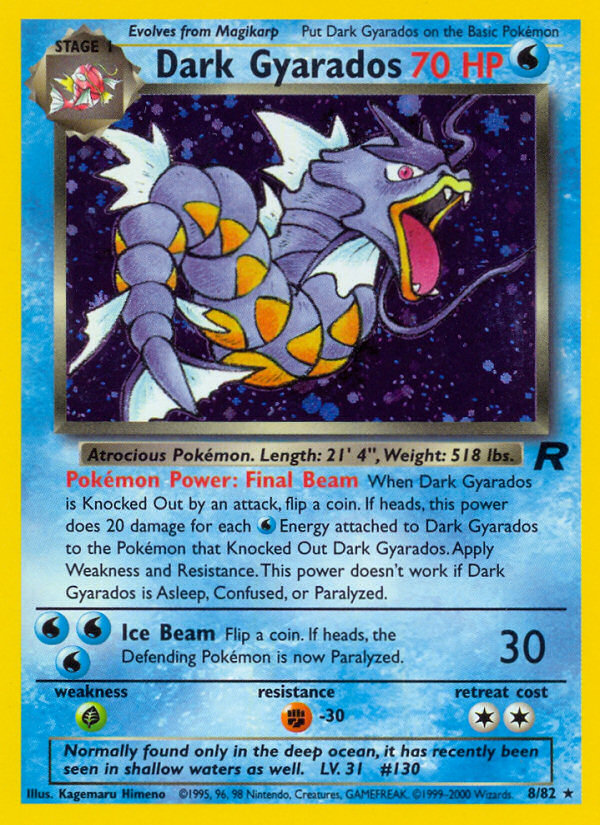 Evolves from Magikarp Put Dark Gyarados on the Basic Pokémon
STAGE 1
Dark Gyarados 70 HP
Atrocious Pokémon. Length: 21' 4", Weight: 518 lbs.
R
Pokémon Power: Final Beam When Dark Gyarados
is Knocked Out by an attack, flip a coin. If heads, this power
does 20 damage for each Energy attached to Dark Gyarados
to the Pokémon that Knocked Out Dark Gyarados. Apply
Weakness and Resistance. This power doesn't work if Dark
Gyarados is Asleep, Confused, or Paralyzed.
Ice Beam Flip a coin. If heads, the
Defending Pokémon is now Paralyzed.
30
weakness resistance retreat cost
-30
Normally found only in the deep ocean, it has recently been
seen in shallow waters as well. LV. 31 #130
Illus. Kagemaru Himeno ©1995, 96, 98 Nintendo, Creatures, GAMEFREAK. ©1999-2000 Wizards. 8/82 ★